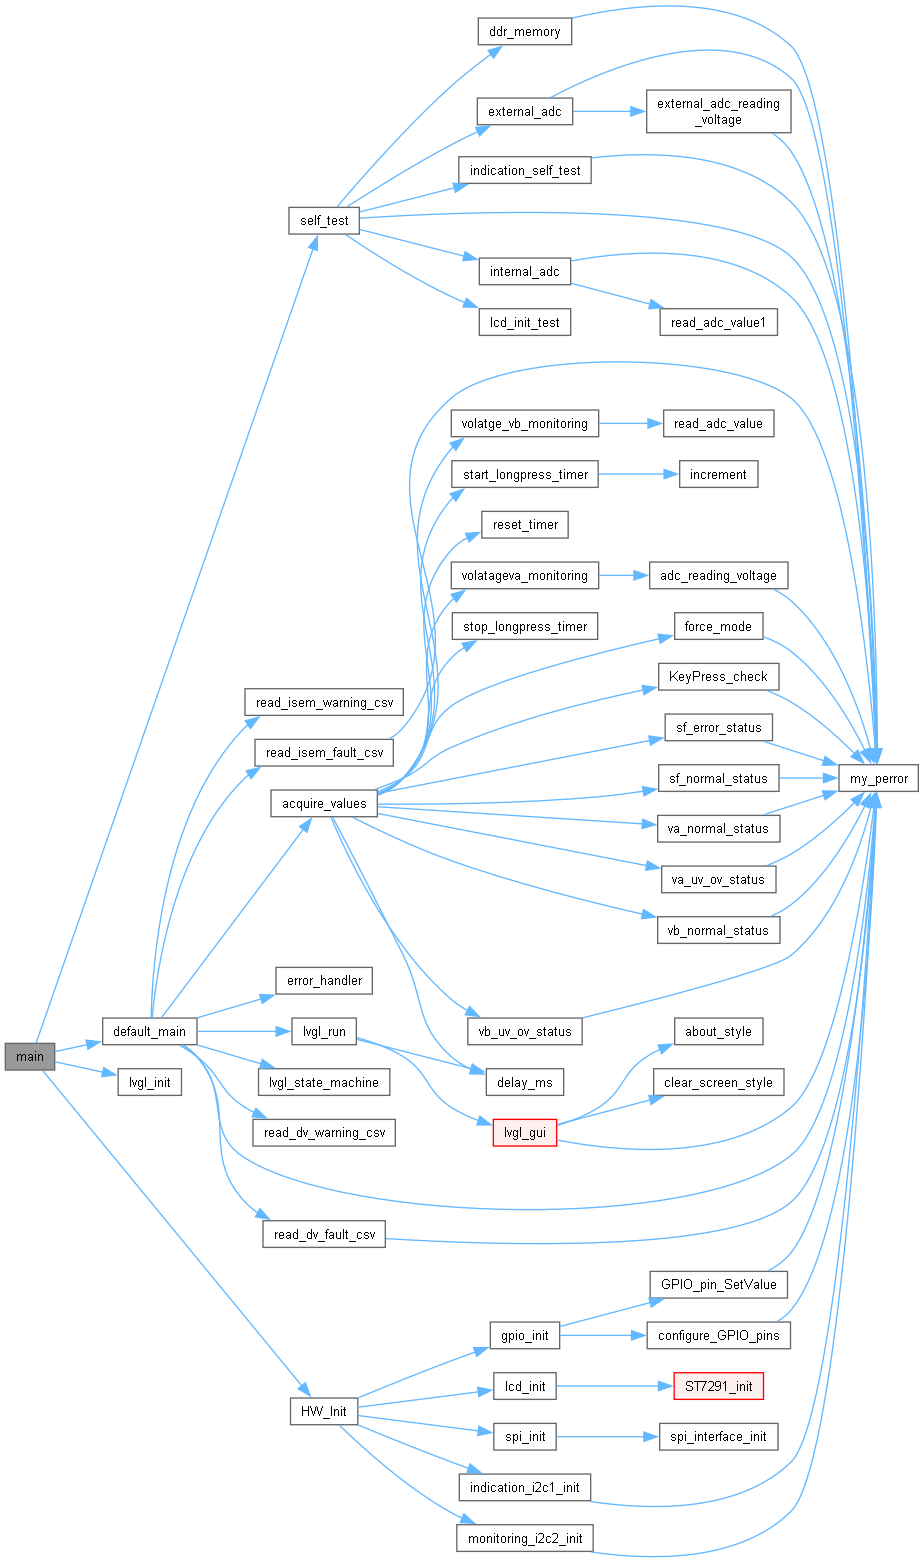 ddr_memory
external_adc
external_adc_reading
_voltage
indication_self_test
self_test
internal_adc
lcd_init_test
read_adc_value1
volatge_vb_monitoring
read_adc_value
start_longpress_timer
increment
reset_timer
volatageva_monitoring
adc_reading_voltage
stop_longpress_timer
force_mode
KeyPress_check
read_isem_warning_csv
sf_error_status
read_isem_fault_csv
sf_normal_status
my_perror
acquire_values
va_normal_status
va_uv_ov_status
vb_normal_status
error_handler
default_main
lvgl_run
vb_uv_ov_status
about_style
main
lvgl_init
lvgl_state_machine
delay_ms
clear_screen_style
read_dv_warning_csv
lvgl_gui
read_dv_fault_csv
GPIO_pin_SetValue
gpio_init
configure_GPIO_pins
lcd_init
ST7291_init
HW_Init
spi_init
spi_interface_init
indication_i2c1_init
monitoring_i2c2_init